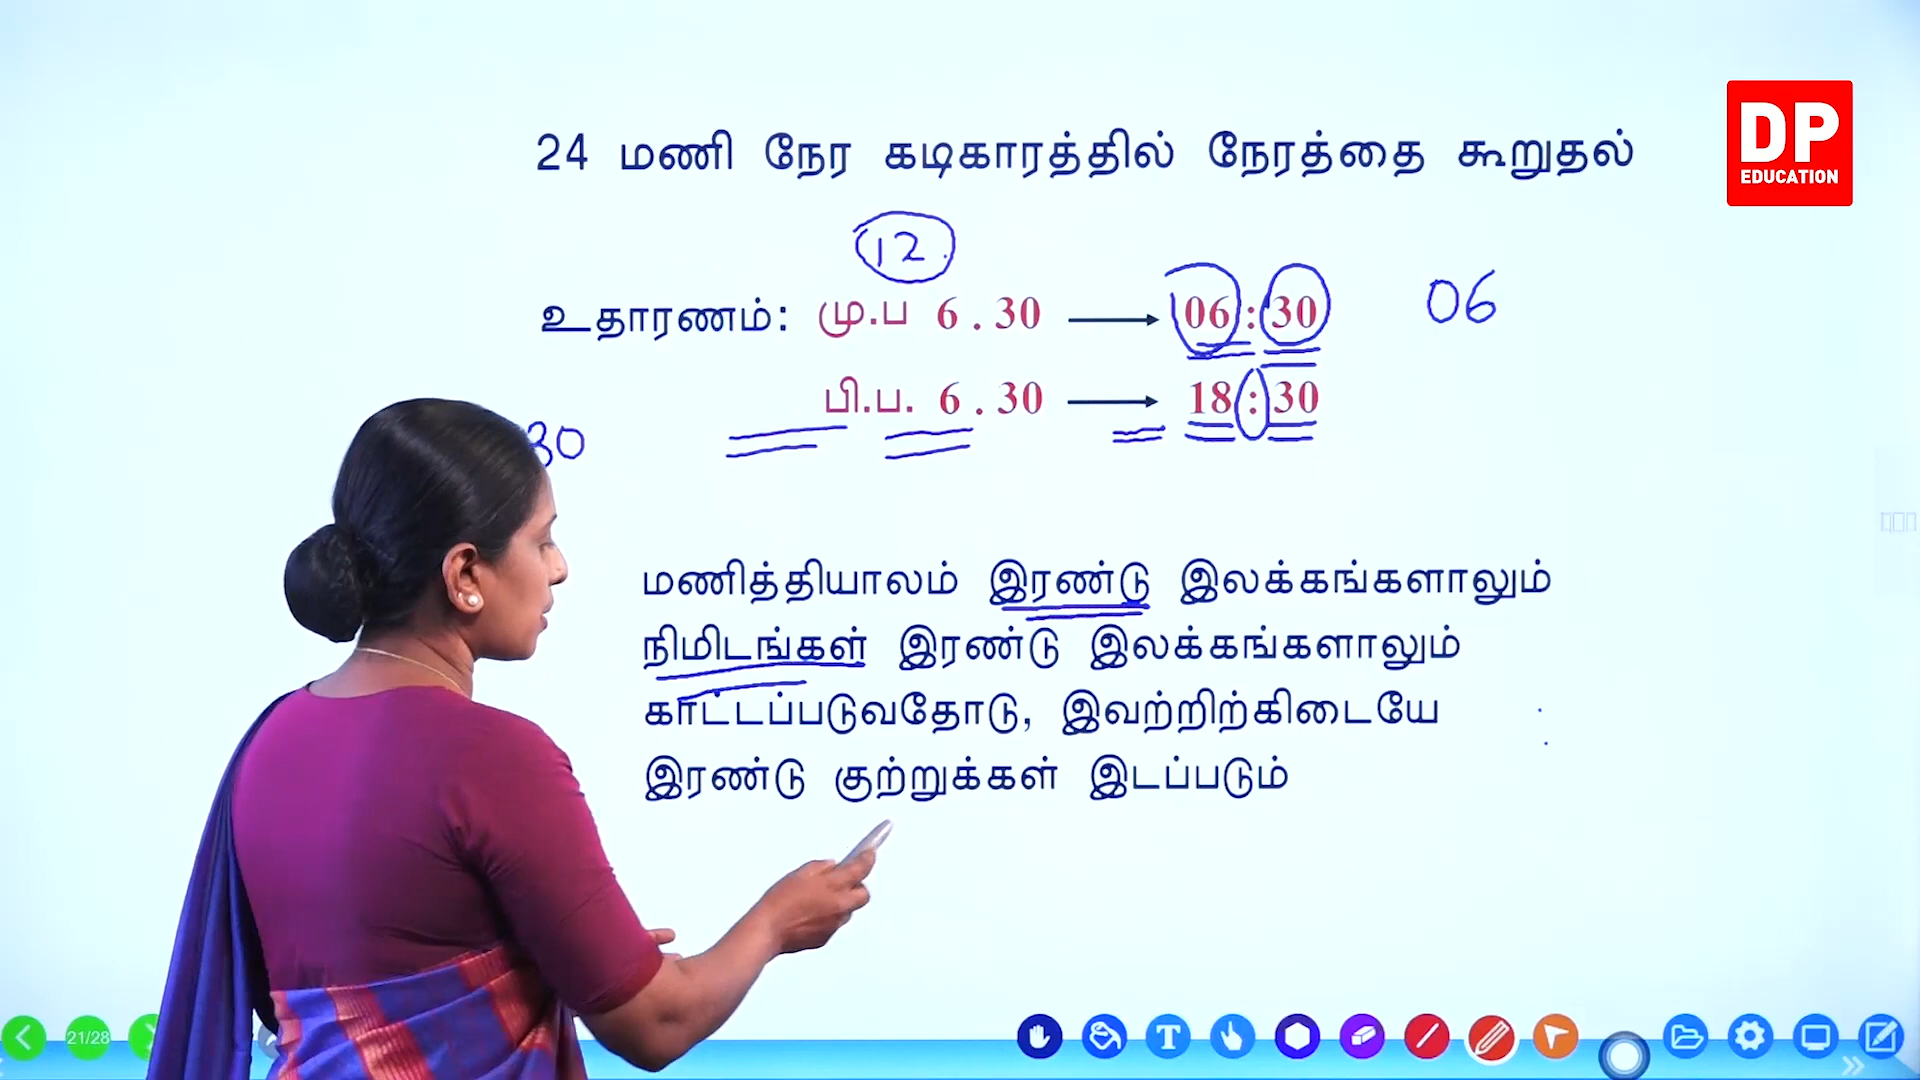 DP
EDUCATION
24 மணி நேர கடிகாரத்தில் நேரத்தை கூறுதல்
12
உதாரணம்: மு.ப 6.30 → 06:30 06
பி.ப. 6.30 → 18:30
30
மணித்தியாலம் இரண்டு இலக்கங்களாலும்
நிமிடங்கள் இரண்டு இலக்கங்களாலும்
காட்டப்படுவதோடு, இவற்றிற்கிடையே
இரண்டு குற்றுக்கள் இடப்படும்
21/28